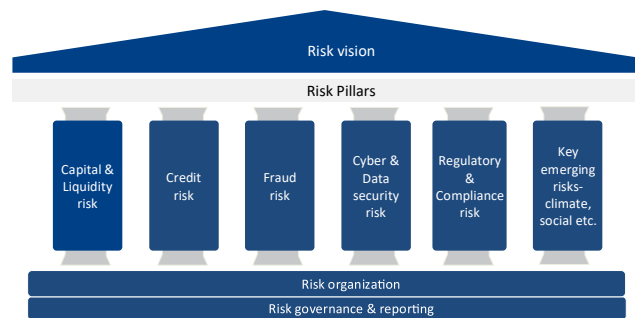 Risk vision
Risk Pillars
Capital &
Liquidity
risk
Credit
risk
Fraud
risk
Cyber &
Data
security
risk
Regulatory
&
Compliance
risk
Key
emerging
risks-
climate,
social etc.
Risk organization
Risk governance & reporting